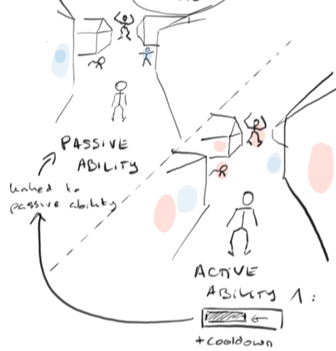 PASSIVE
ABILITY
linked to
passive ability
ACTIVE
ABILITY 1:
+cooldown